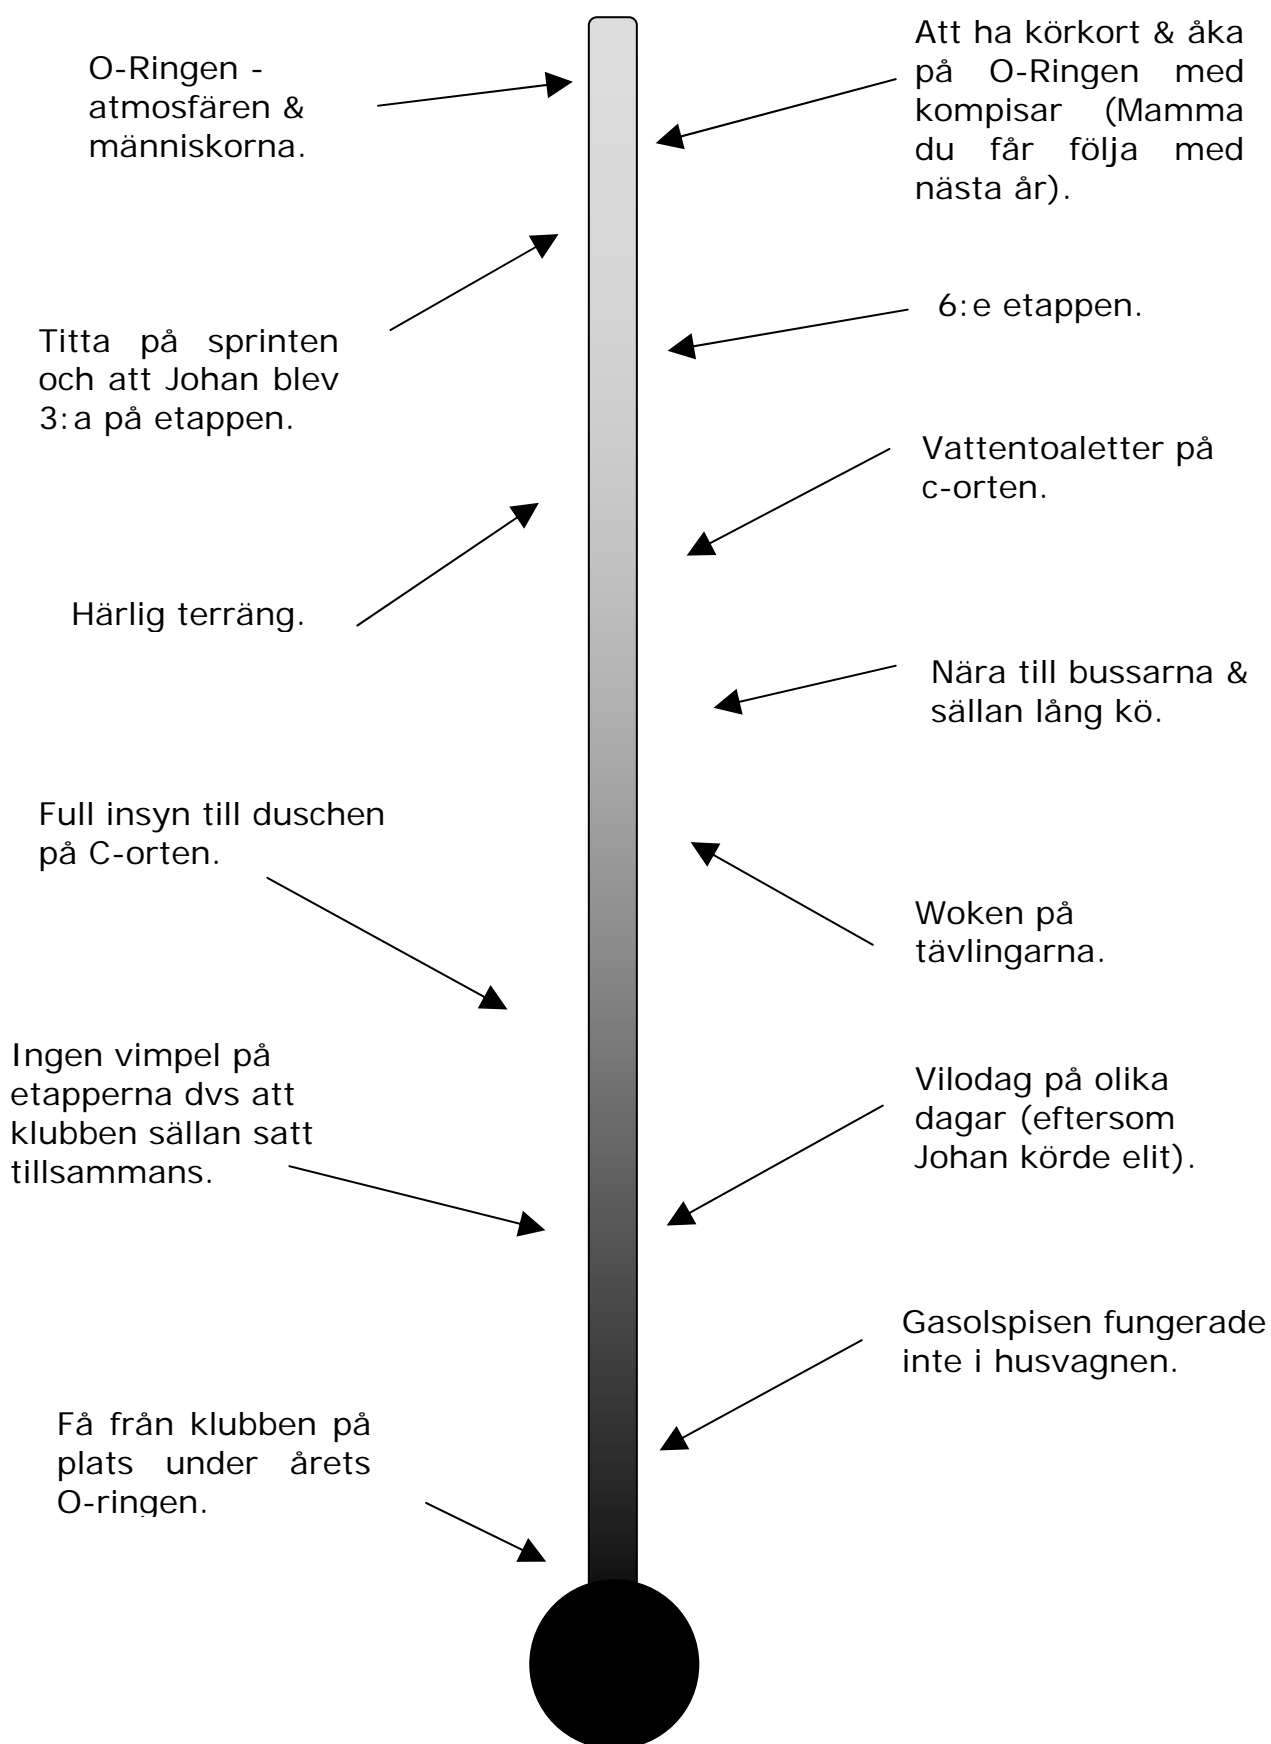 O-Ringen -
atmosfären &
människorna.
Att ha körkort & åka
på O-Ringen med
kompisar (Mamma
du får följa med
nästa år).
6:e etappen.
Titta på sprinten
och att Johan blev
3:a på etappen.
Vattentoaletter på
c-orten.
Härlig terräng.
Nära till bussarna &
sällan lång kö.
Full insyn till duschen
på C-orten.
Woken på
tävlingarna.
Ingen vimpel på
etapperna dvs att
klubben sällan satt
tillsammans.
Vilodag på olika
dagar (eftersom
Johan körde elit).
Gasolspisen fungerade
inte i husvagnen.
Få från klubben på
plats under årets
O-ringen.